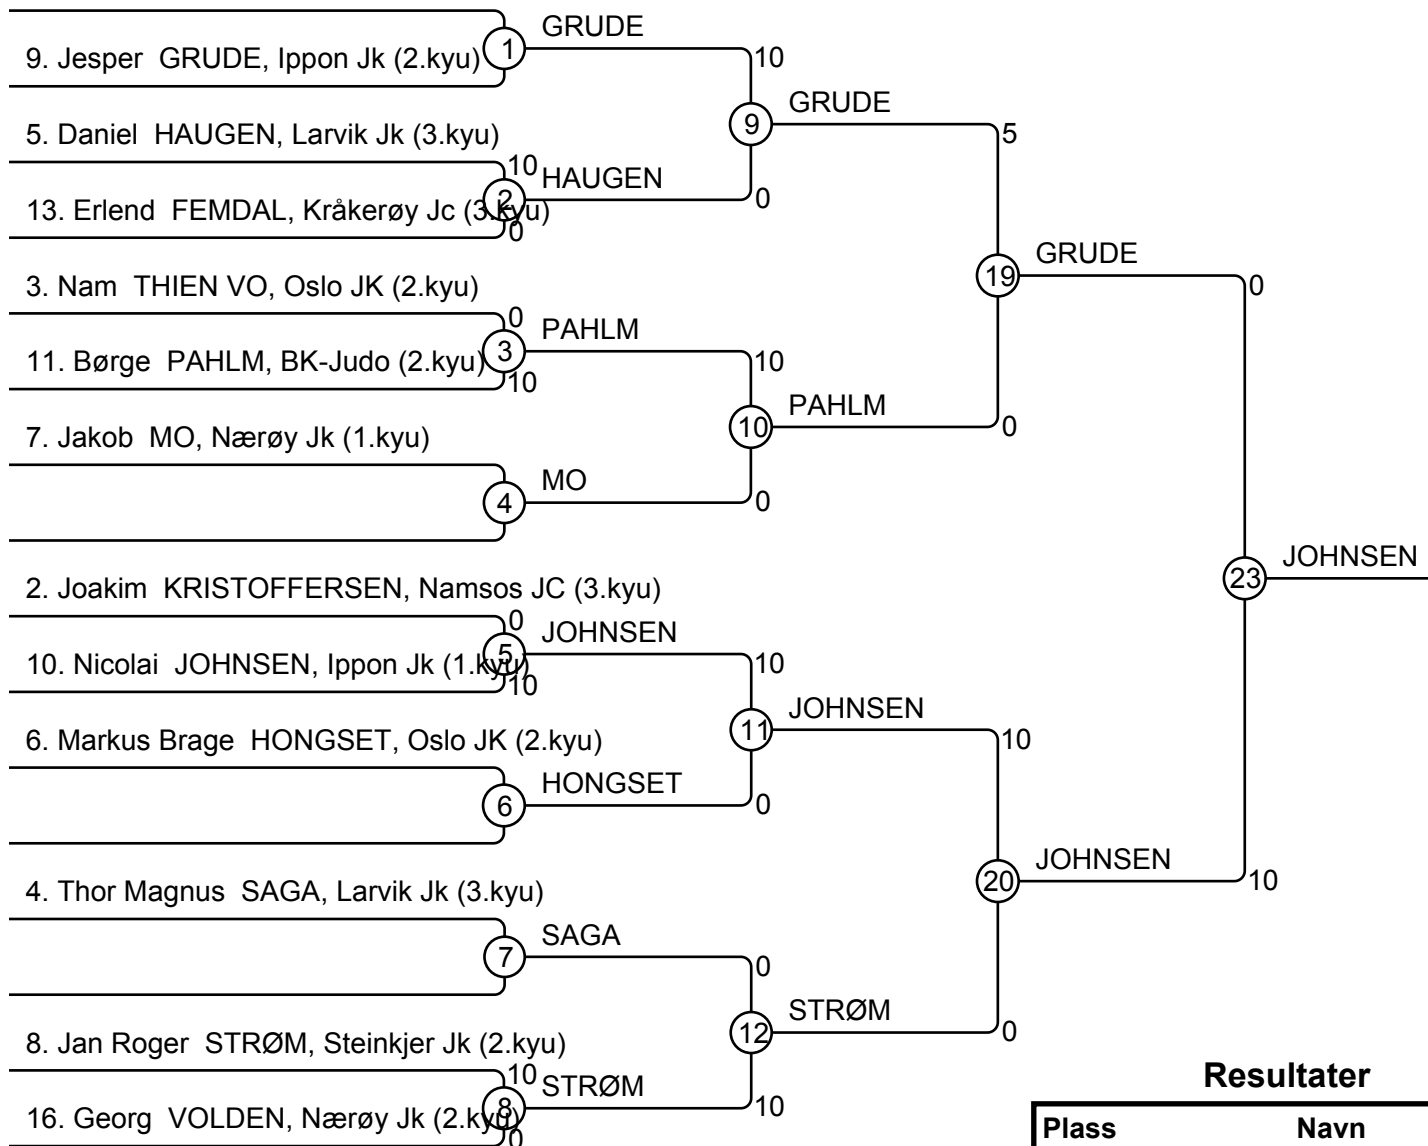 GRUDE
9. Jesper  GRUDE, Ippon Jk (2.kyu)
1
10
GRUDE
9
5
5. Daniel  HAUGEN, Larvik Jk (3.kyu)
10
HAUGEN
2
0
13. Erlend  FEMDAL, Kråkerøy Jc (3.kyu)
0
GRUDE
19
0
3. Nam  THIEN VO, Oslo JK (2.kyu)
0
PAHLM
3
10
11. Børge  PAHLM, BK-Judo (2.kyu)
10
PAHLM
10
0
7. Jakob  MO, Nærøy Jk (1.kyu)
MO
4
0
JOHNSEN
23
2. Joakim  KRISTOFFERSEN, Namsos JC (3.kyu)
0
JOHNSEN
5
10
10. Nicolai  JOHNSEN, Ippon Jk (1.kyu)
10
JOHNSEN
11
10
6. Markus Brage  HONGSET, Oslo JK (2.kyu)
HONGSET
6
0
JOHNSEN
20
10
4. Thor Magnus  SAGA, Larvik Jk (3.kyu)
SAGA
7
0
STRØM
12
0
8. Jan Roger  STRØM, Steinkjer Jk (2.kyu)
10
STRØM
8
10
16. Georg  VOLDEN, Nærøy Jk (2.kyu)
0
Resultater
Plass Navn